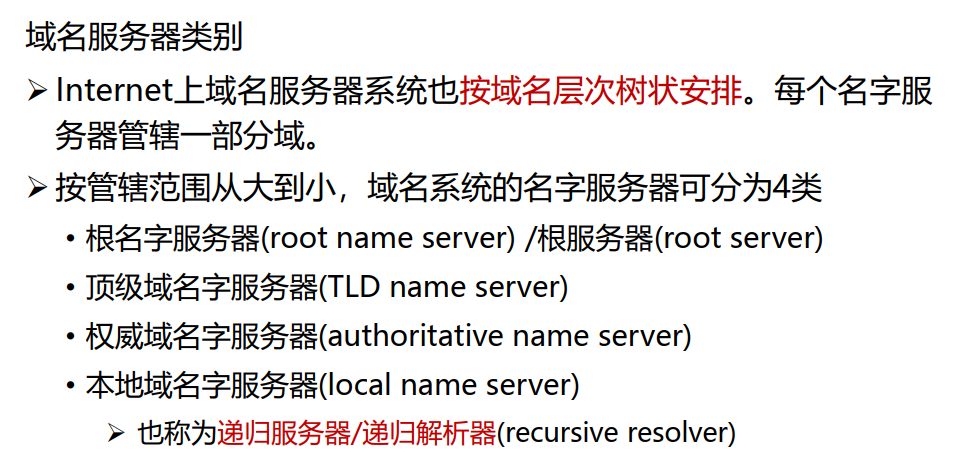 域名服务器类别
➢ Internet上域名服务器系统也按域名层次树状安排。每个名字服
务器管辖一部分域。
➢ 按管辖范围从大到小，域名系统的名字服务器可分为4类
• 根名字服务器(root name server) /根服务器(root server)
• 顶级域名字服务器(TLD name server)
• 权威域名字服务器(authoritative name server)
• 本地域名字服务器(local name server)
➢ 也称为递归服务器/递归解析器(recursive resolver)